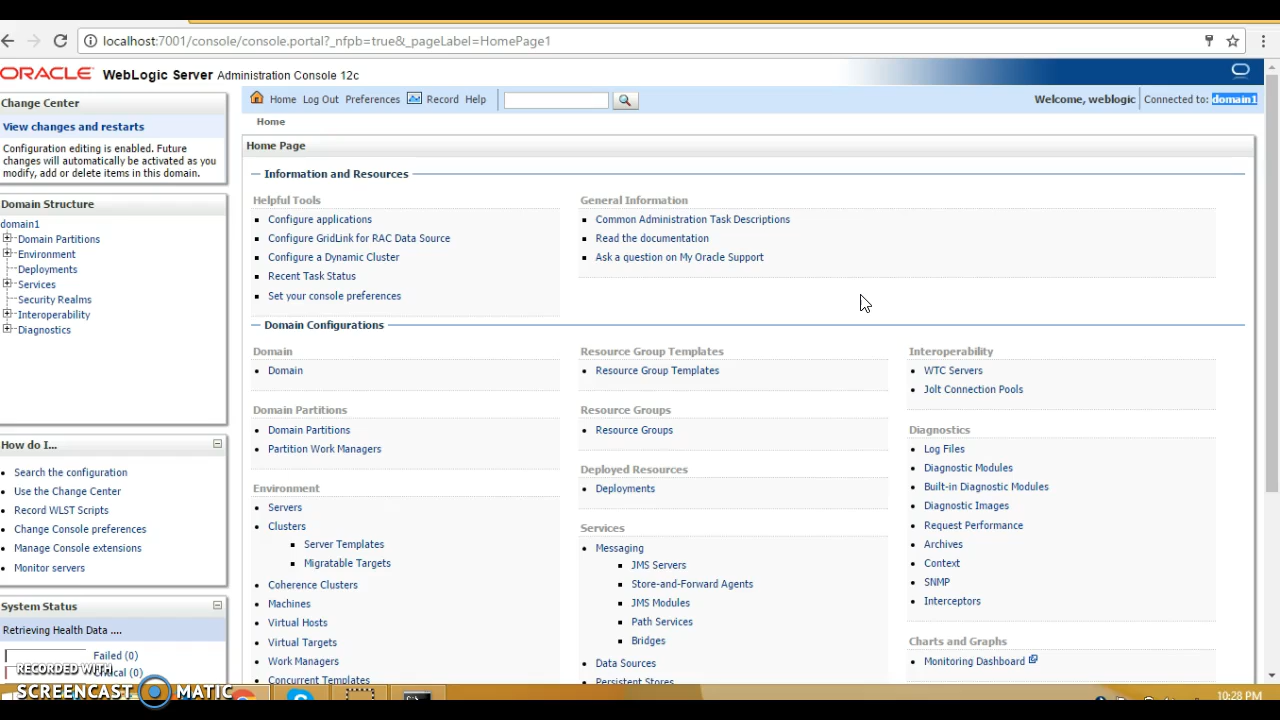 localhost:7001/console/console.portal?_nfpb=true&_pageLabel=HomePage1
ORACLE WebLogic Server Administration Console 12c
Change Center
View changes and restarts
Configuration editing is enabled. Future
changes will automatically be activated as you
modify, add or delete items in this domain.
Domain Structure
domain1
Domain Partitions
Environment
Deployments
Services
Security Realms
Interoperability
Diagnostics
How do I...
Search the configuration
Use the Change Center
Record WLST Scripts
Change Console preferences
Manage Console extensions
Monitor servers
System Status
Retrieving Health Data ....
Failed (0)
Critical (0)
Home Log Out Preferences Record Help
Welcome, weblogic Connected to: domain1
Home
Home Page
Information and Resources
Helpful Tools
Configure applications
Configure GridLink for RAC Data Source
Configure a Dynamic Cluster
Recent Task Status
Set your console preferences
General Information
Common Administration Task Descriptions
Read the documentation
Ask a question on My Oracle Support
Domain Configurations
Domain
Domain
Domain Partitions
Domain Partitions
Partition Work Managers
Environment
Servers
Clusters
Server Templates
Migratable Targets
Coherence Clusters
Machines
Virtual Hosts
Virtual Targets
Work Managers
Concurrent Templates
Resource Group Templates
Resource Group Templates
Resource Groups
Resource Groups
Deployed Resources
Deployments
Services
Messaging
JMS Servers
Store-and-Forward Agents
JMS Modules
Path Services
Bridges
Data Sources
Persistent Stores
Interoperability
WTC Servers
Jolt Connection Pools
Diagnostics
Log Files
Diagnostic Modules
Built-in Diagnostic Modules
Diagnostic Images
Request Performance
Archives
Context
SNMP
Interceptors
Charts and Graphs
Monitoring Dashboard
RECORDED WITH
SCREENCAST MATIC
10:28 PM